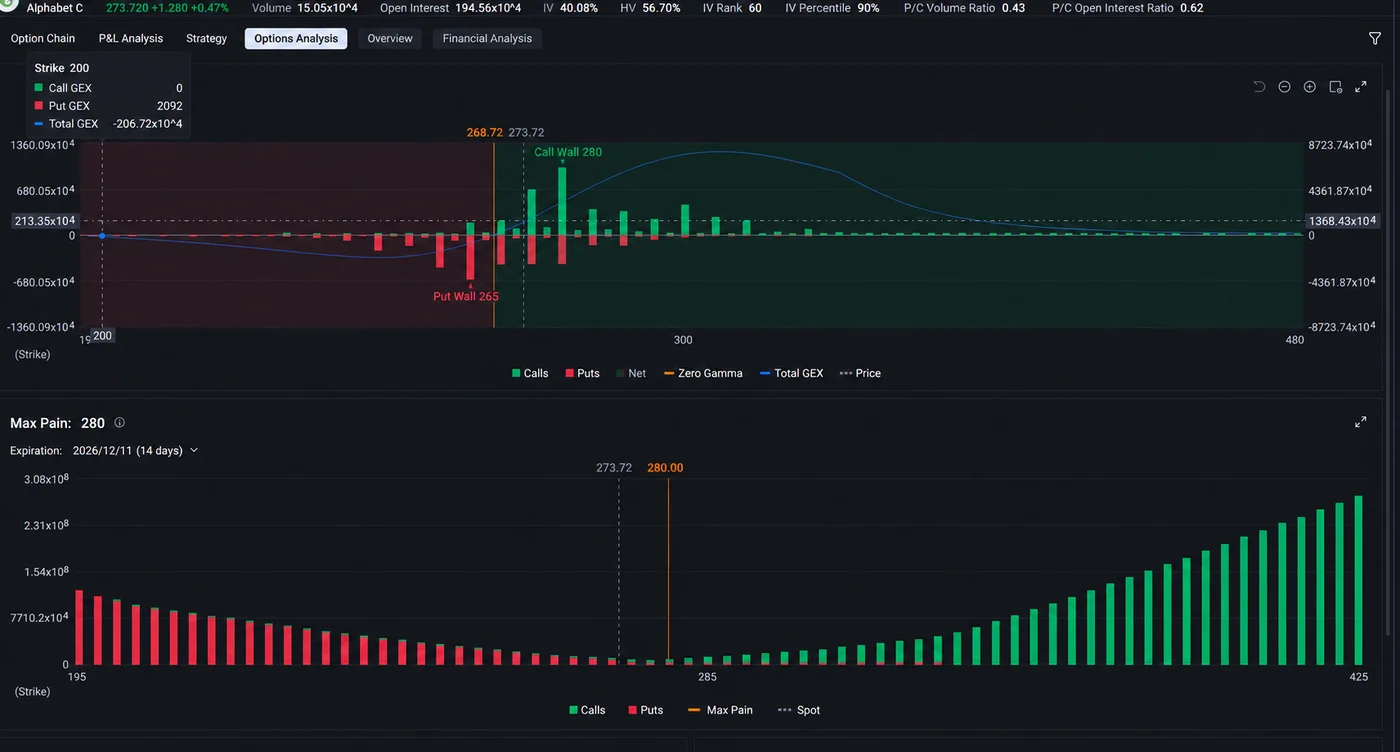 Alphabet C 273.720 +1.280 +0.47% Volume 15.05x10^4 Open Interest 194.56x10^4 IV 40.08% HV 56.70% IV Rank 60 IV Percentile 90% P/C Volume Ratio 0.43 P/C Open Interest Ratio 0.62
Option Chain P&L Analysis Strategy Options Analysis Overview Financial Analysis
Strike 200
Call GEX 0
Put GEX 2092
Total GEX -206.72x10^4
268.72 273.72
1360.09x10⁴ 8723.74x10⁴
Call Wall 280
680.05x10⁴ 4361.87x10⁴
213.35x104 1368.43x10⁴
0 0
-680.05x10⁴ -4361.87x10⁴
Put Wall 265
-1360.09x10⁴ -8723.74x10⁴
200 300 480
(Strike)
Calls Puts Net Zero Gamma Total GEX Price
Max Pain: 280
Expiration: 2026/12/11 (14 days)
273.72 280.00
3.08x10⁸
2.31x10⁸
1.54x10⁸
7710.2x10⁴
0
195 285 425
(Strike)
Calls Puts Max Pain Spot